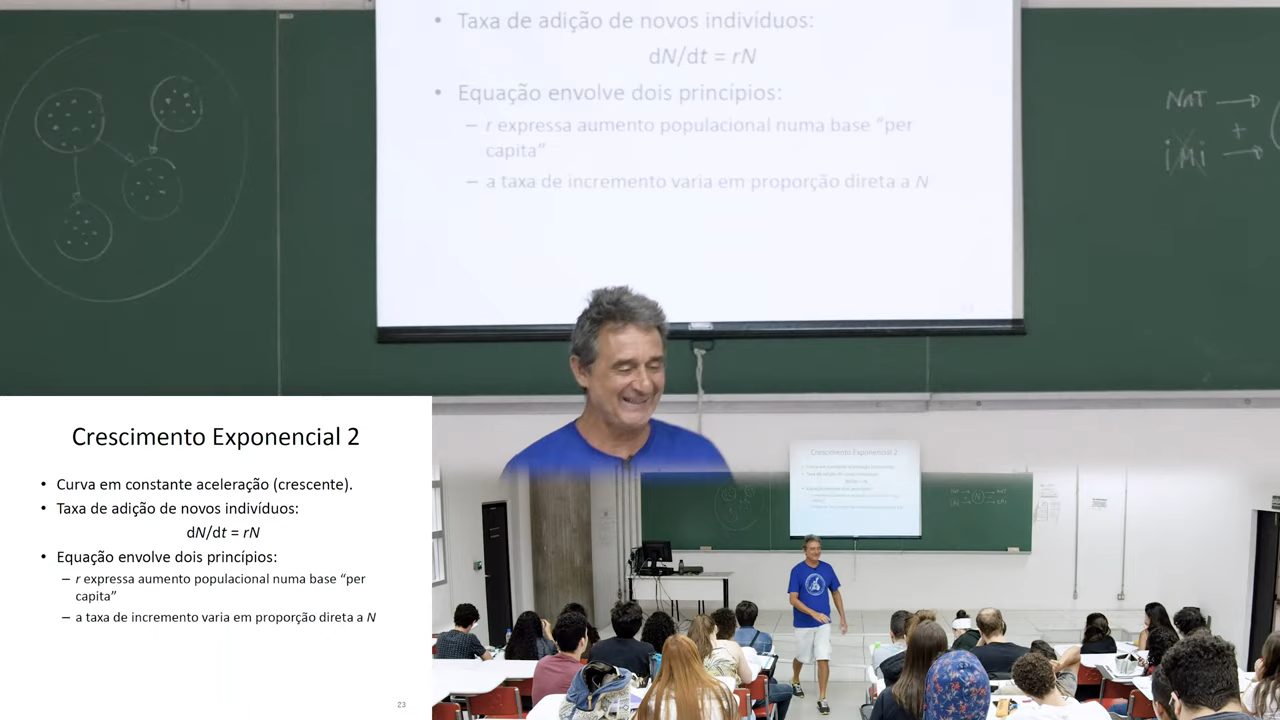 Taxa de adição de novos indivíduos:
dN/dt = rN
Equação envolve dois princípios:
– r expressa aumento populacional numa base “per
capita”
– a taxa de incremento varia em proporção direta a N
NAT →
+
iMi →
Crescimento Exponencial 2
• Curva em constante aceleração (crescente).
• Taxa de adição de novos indivíduos:
dN/dt = rN
• Equação envolve dois princípios:
– r expressa aumento populacional numa base “per
capita”
– a taxa de incremento varia em proporção direta a N
23
Crescimento Exponencial 2